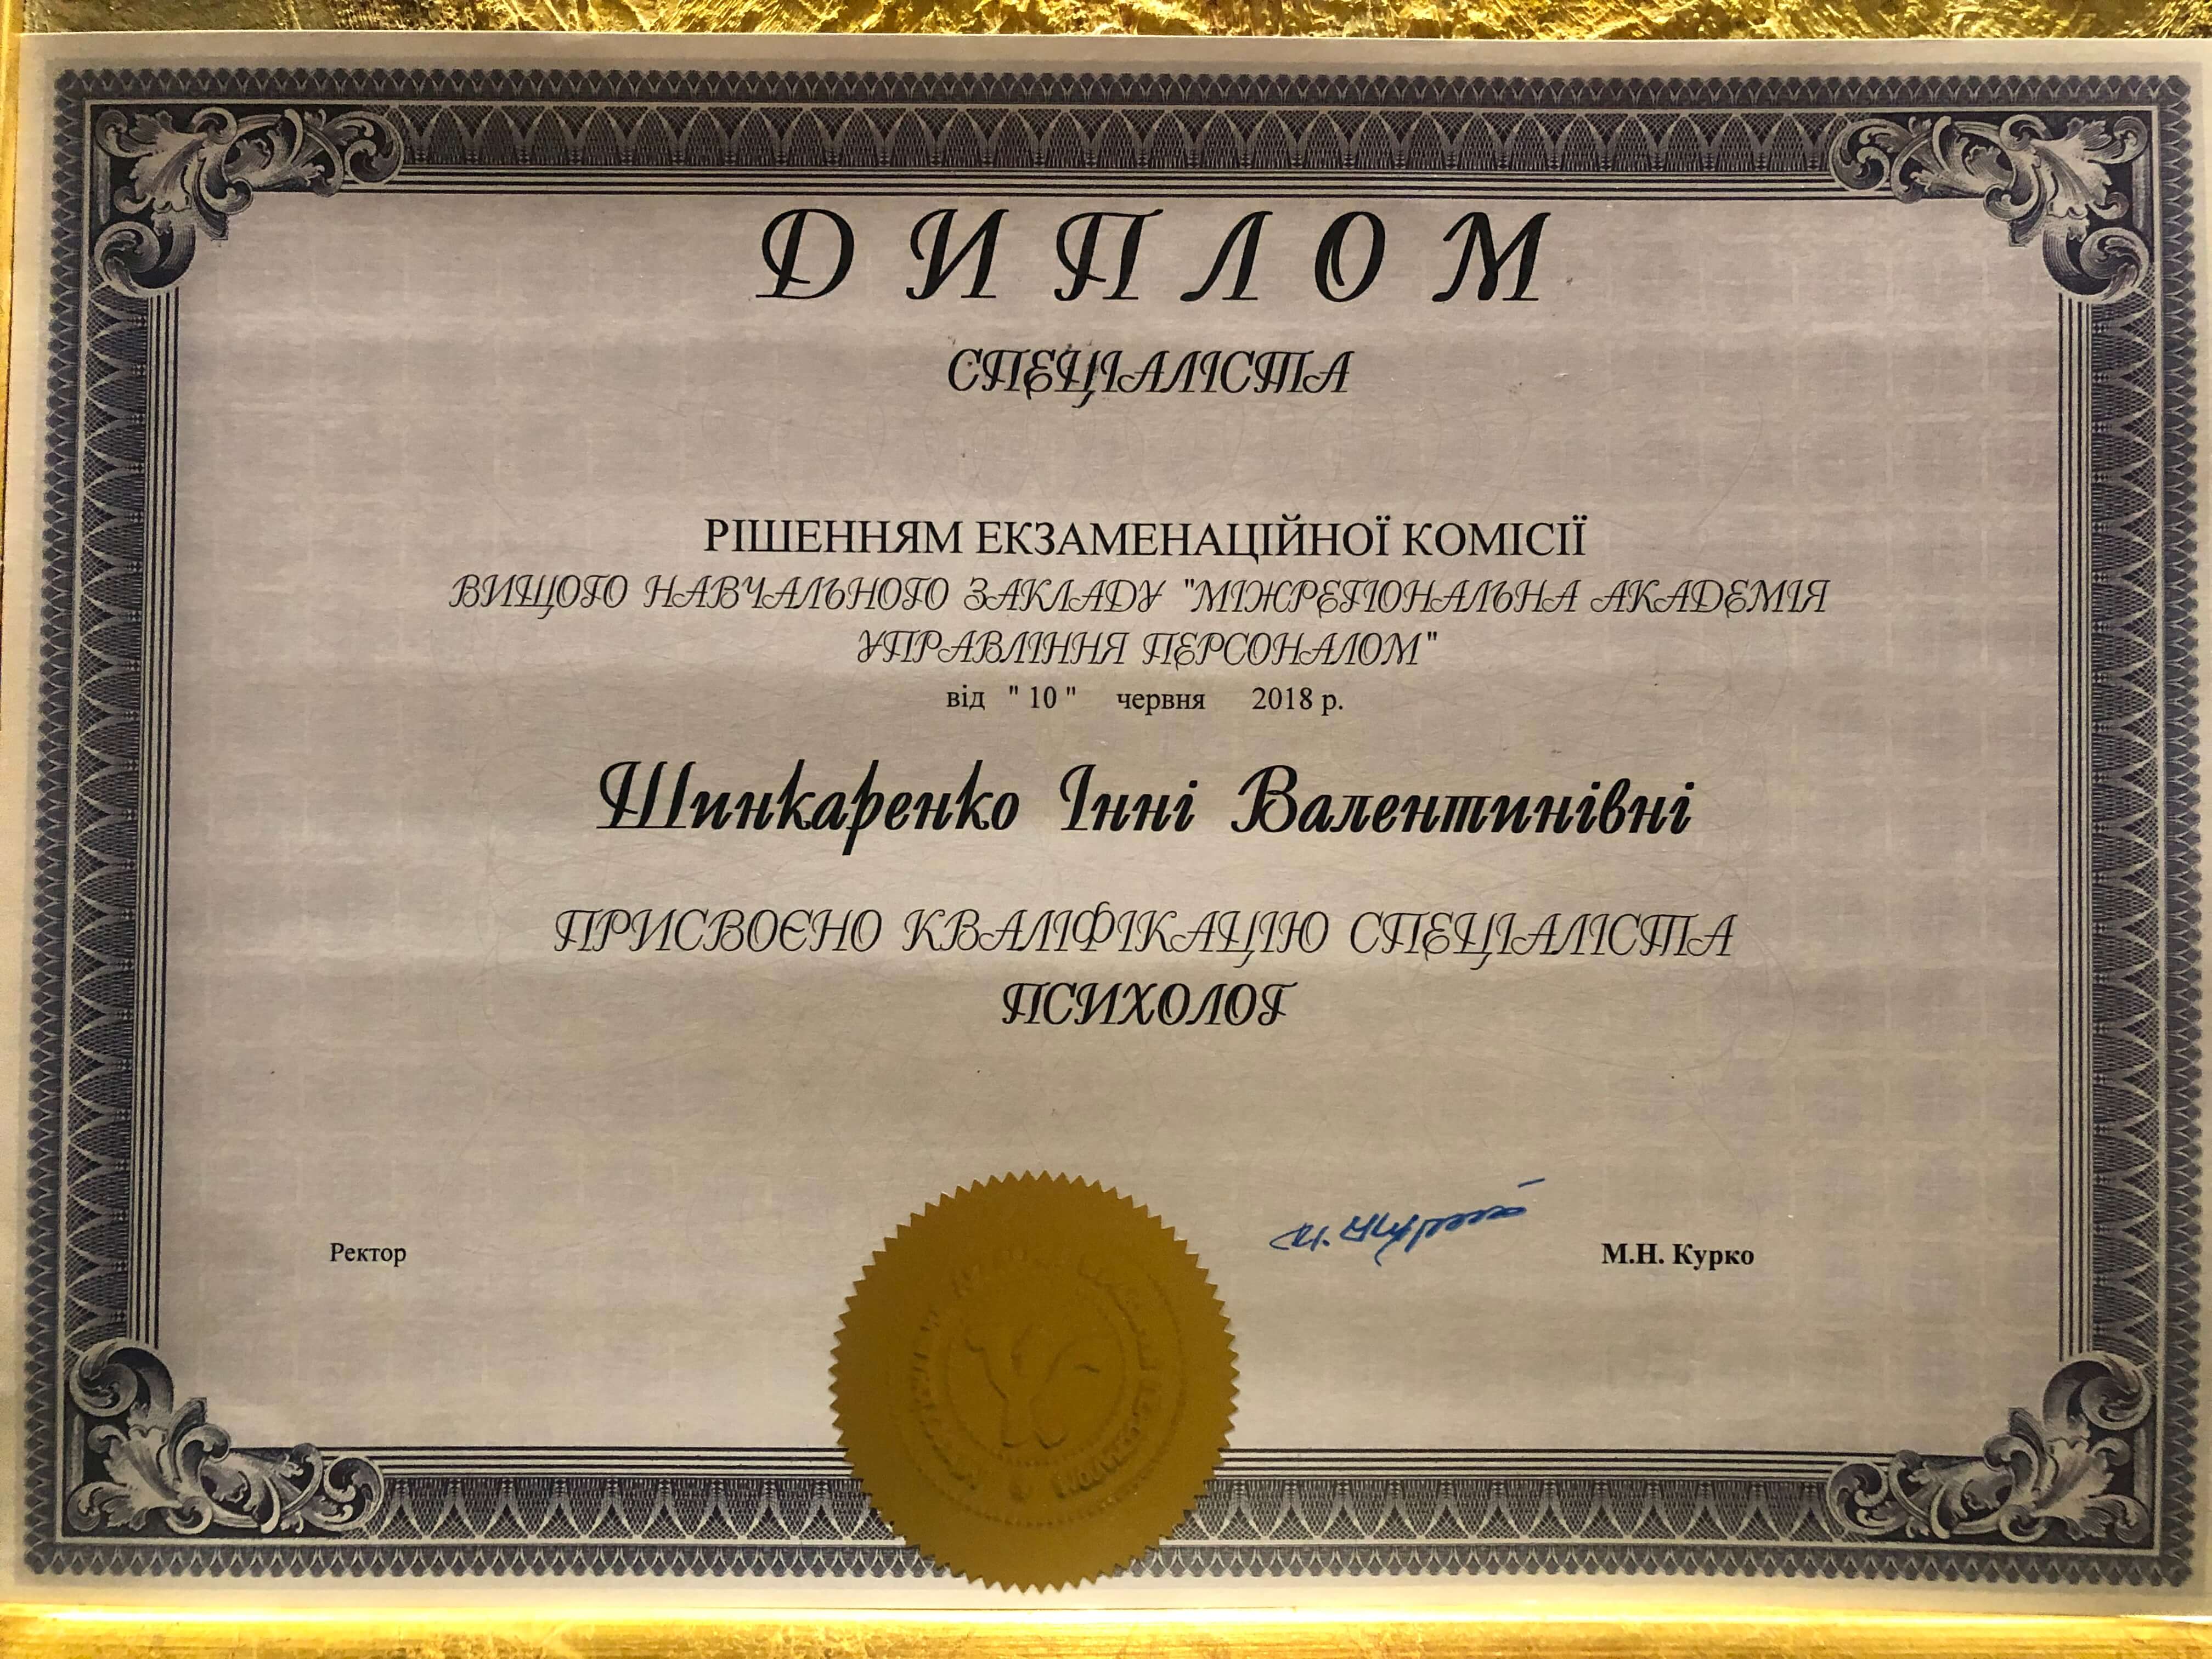 ДИПЛОМ
СПЕЦІАЛІСТА
РІШЕННЯМ ЕКЗАМЕНАЦІЙНОЇ КОМІСІЇ
ВИЩОГО НАВЧАЛЬНОГО ЗАКЛАДУ "МІЖРЕГІОНАЛЬНА АКАДЕМІЯ
УПРАВЛІННЯ ПЕРСОНАЛОМ"
від " 10 " червня 2018 р.
Шинкаренко Інні Валентинівні
ПРИСВОЄНО КВАЛІФІКАЦІЮ СПЕЦІАЛІСТА
ПСИХОЛОГ
Ректор М.Н. Курко